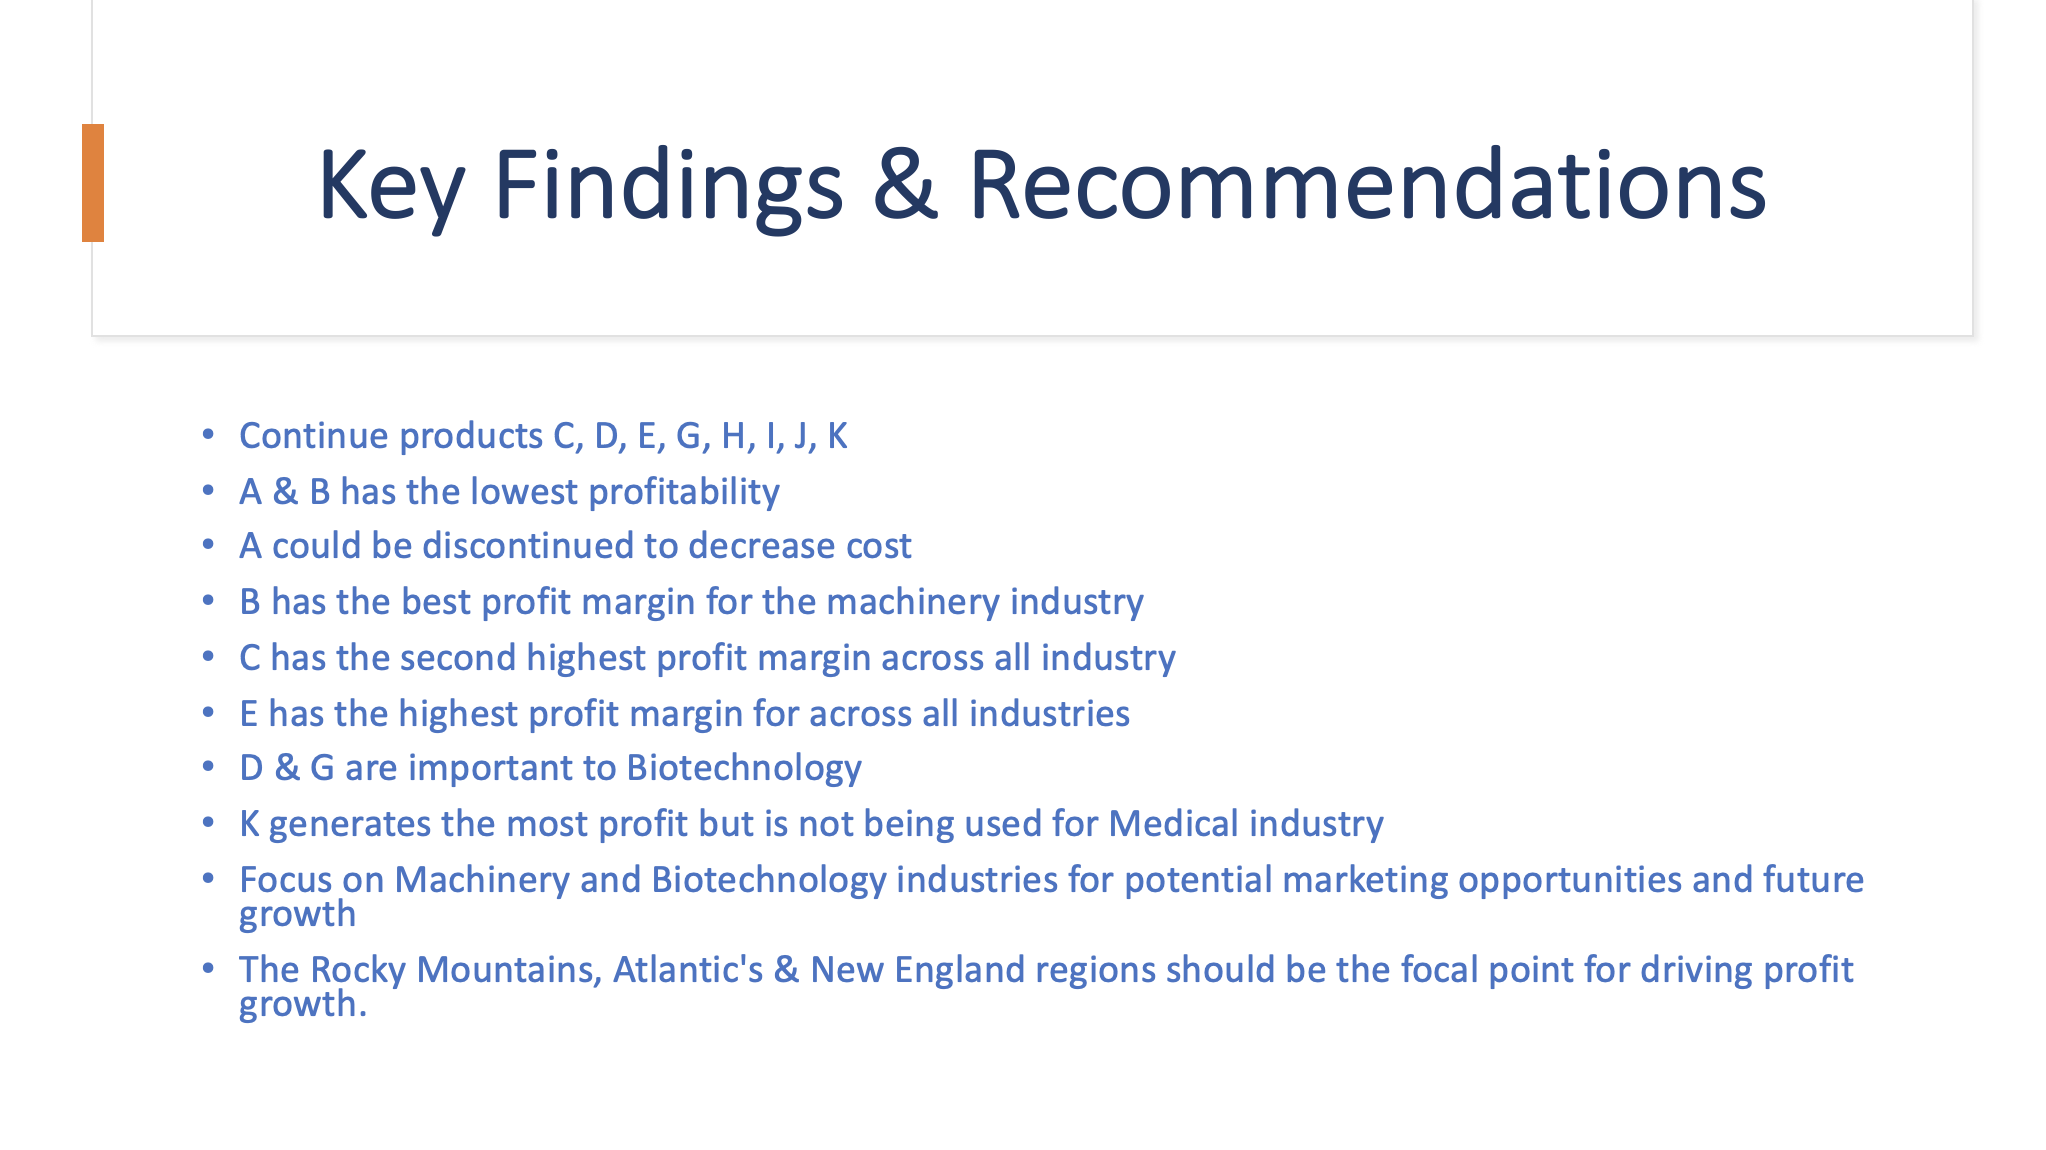 Key Findings & Recommendations
• Continue products C, D, E, G, H, I, J, K
• A & B has the lowest profitability
• A could be discontinued to decrease cost
• B has the best profit margin for the machinery industry
• C has the second highest profit margin across all industry
• E has the highest profit margin for across all industries
• D & G are important to Biotechnology
• K generates the most profit but is not being used for Medical industry
• Focus on Machinery and Biotechnology industries for potential marketing opportunities and future
growth
• The Rocky Mountains, Atlantic's & New England regions should be the focal point for driving profit
growth.